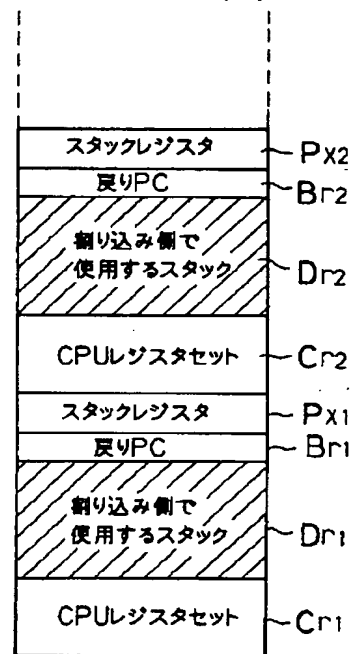 スタックレジスタ
Px2
戻りPC
Br2
割り込み側で
使用するスタック
Dr2
CPUレジスタセット
Cr2
スタックレジスタ
Px1
戻りPC
Br1
割り込み側で
使用するスタック
Dr1
CPUレジスタセット
Cr1